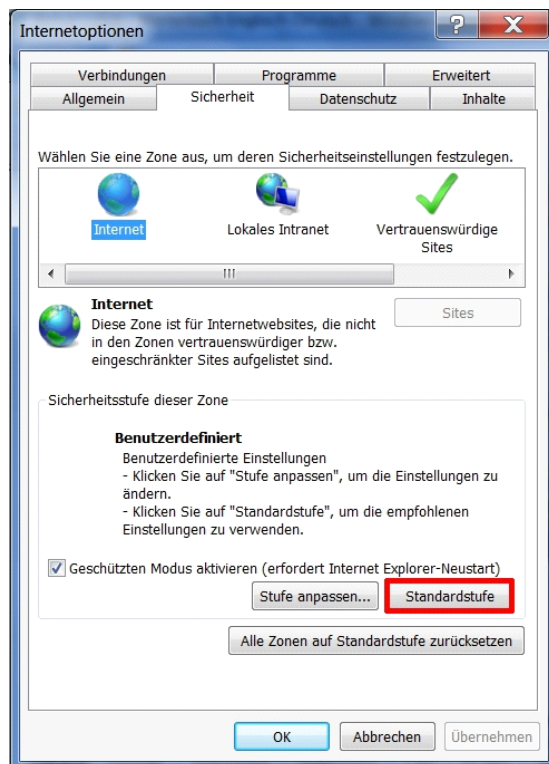 Internetoptionen
Verbindungen Programme Erweitert
Allgemein Sicherheit Datenschutz Inhalte
Wählen Sie eine Zone aus, um deren Sicherheitseinstellungen festzulegen.
Internet Lokales Intranet Vertrauenswürdige
Sites
Internet
Sites
Diese Zone ist für Internetwebsites, die nicht
in den Zonen vertrauenswürdiger bzw.
eingeschränkter Sites aufgelistet sind.
Sicherheitsstufe dieser Zone
Benutzerdefiniert
Benutzerdefinierte Einstellungen
- Klicken Sie auf "Stufe anpassen", um die Einstellungen zu
ändern.
- Klicken Sie auf "Standardstufe", um die empfohlenen
Einstellungen zu verwenden.
Geschützten Modus aktivieren (erfordert Internet Explorer-Neustart)
Stufe anpassen... Standardstufe
Alle Zonen auf Standardstufe zurücksetzen
OK Abbrechen Übernehmen